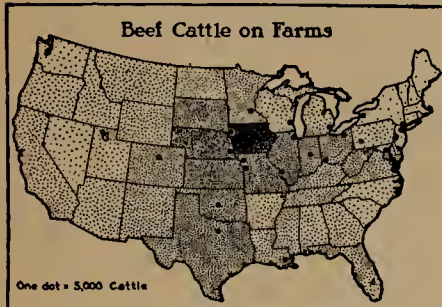 Beef Cattle on Farms
One dot = 5,000 Cattle